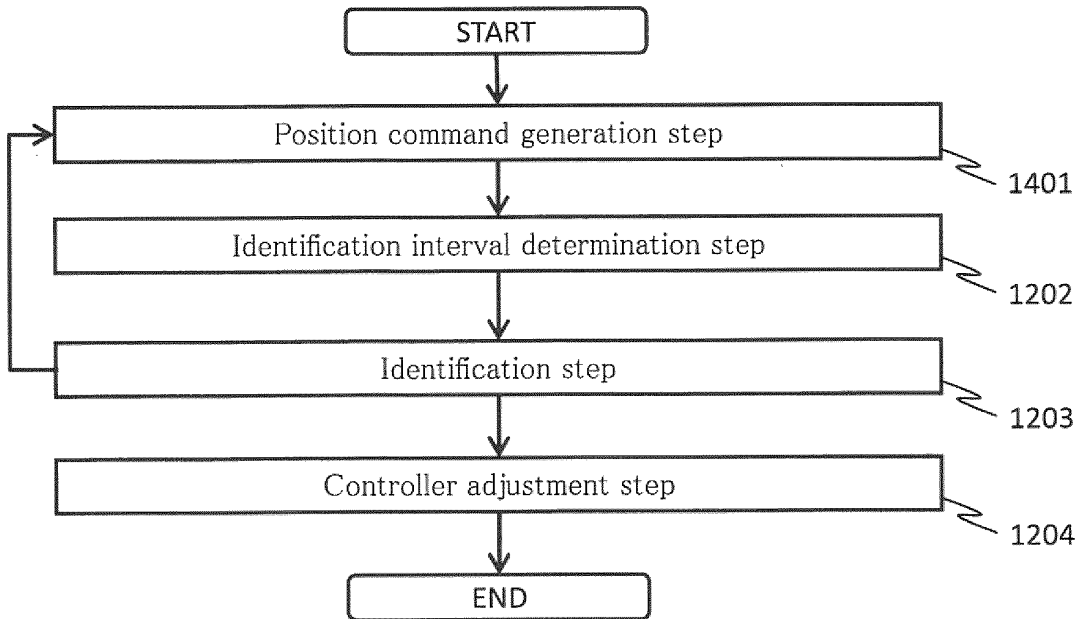 START
Position command generation step
1401
Identification interval determination step
1202
Identification step
1203
Controller adjustment step
1204
END